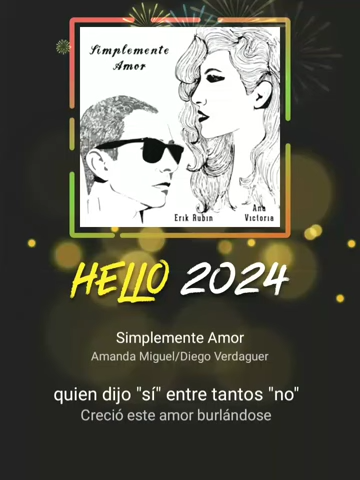 Simplemente
Amor
Erik Rubin
Ana
Victoria
HELLO 2024
Simplemente Amor
Amanda Miguel/Diego Verdaguer
quien dijo "sí" entre tantos "no"
Creció este amor burlándose